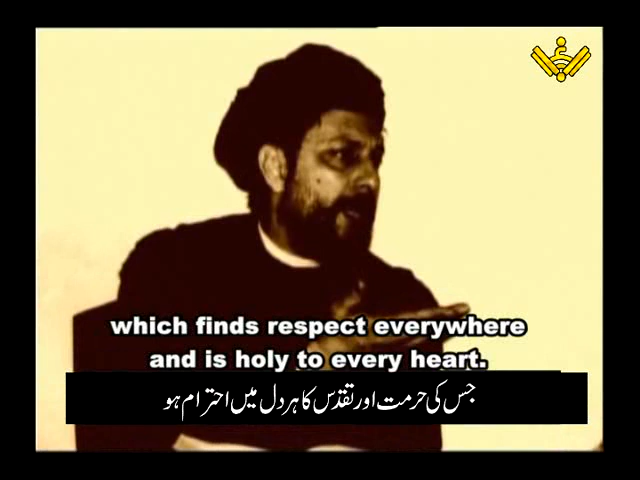 which finds respect everywhere
and is holy to every heart.
جس کی حرمت اور تقدس کا ہر دل میں احترام ہو